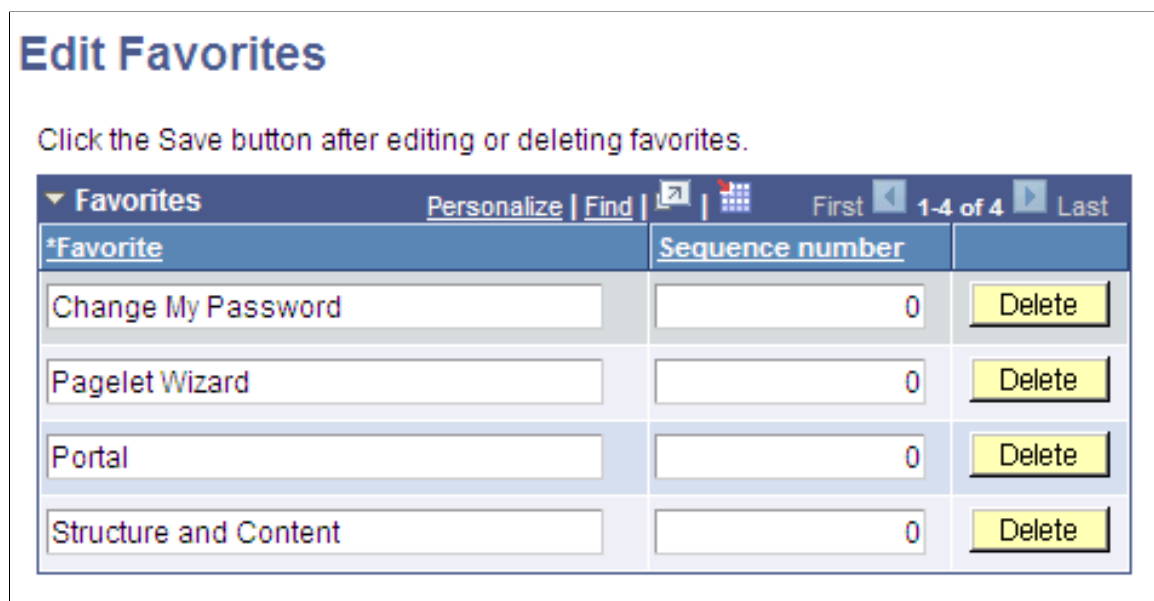 Edit Favorites
Click the Save button after editing or deleting favorites.
Favorites Personalize | Find | | First 1-4 of 4 Last
*Favorite Sequence number
Change My Password 0 Delete
Pagelet Wizard 0 Delete
Portal 0 Delete
Structure and Content 0 Delete